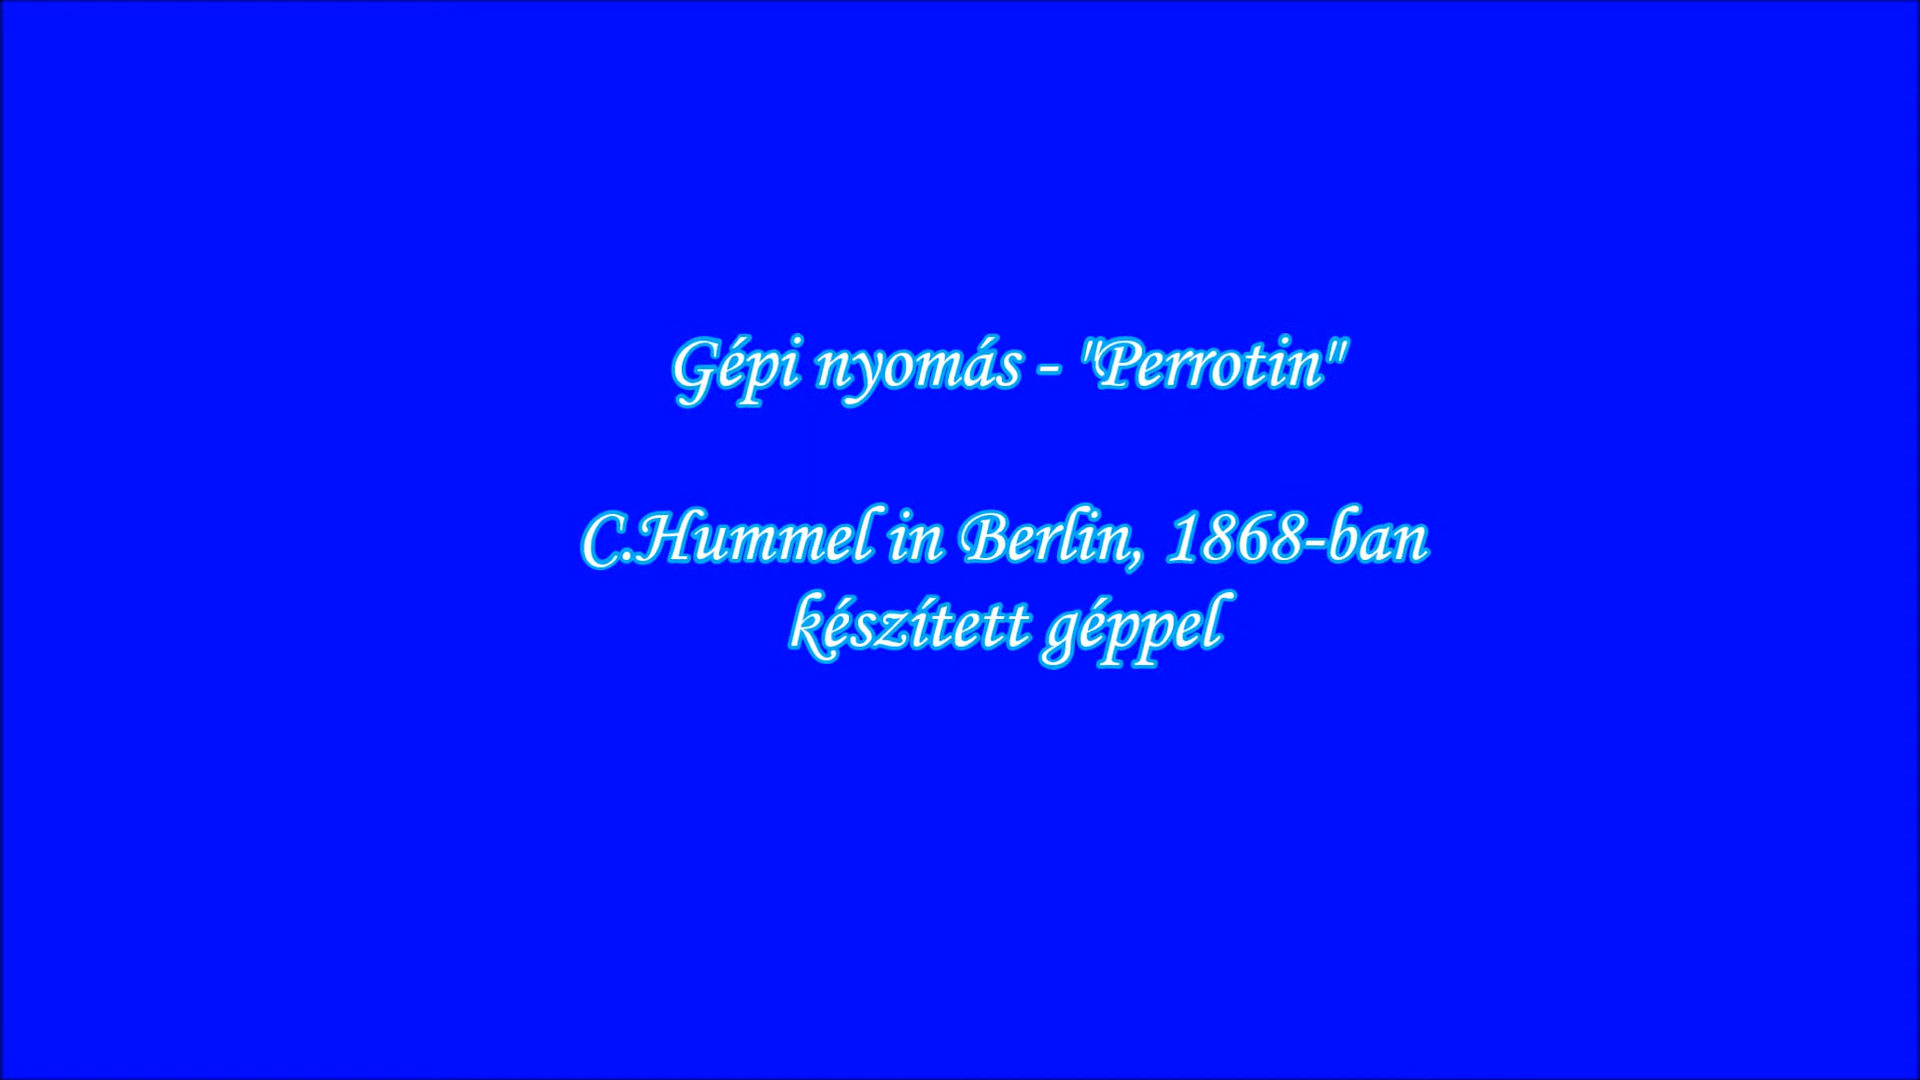 Gépi nyomás - "Perrotin"
C.Hummel in Berlin, 1868-ban
készített géppel